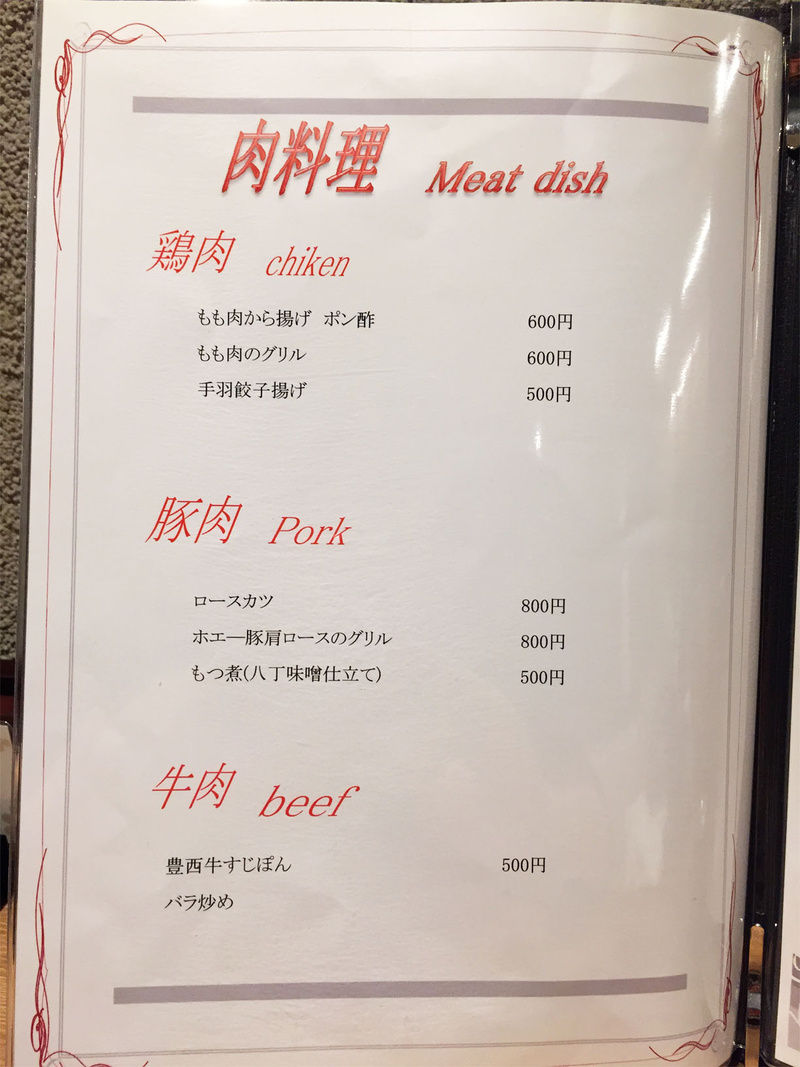 肉料理 Meat dish
鶏肉 chiken
もも肉から揚げ ポン酢 600円
もも肉のグリル 600円
手羽餃子揚げ 500円
豚肉 Pork
ロースカツ 800円
ホエー豚肩ロースのグリル 800円
もつ煮(八丁味噌仕立て) 500円
牛肉 beef
豊西牛すじぽん 500円
バラ炒め